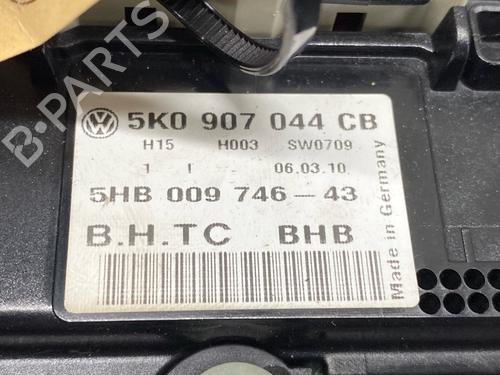 5K0 907 044 CB
H15 H003 SW0709
1 1 - 06.03.10
5HB 009 746-43
B.H.TC BHB
Made in Germany
B-PARTS